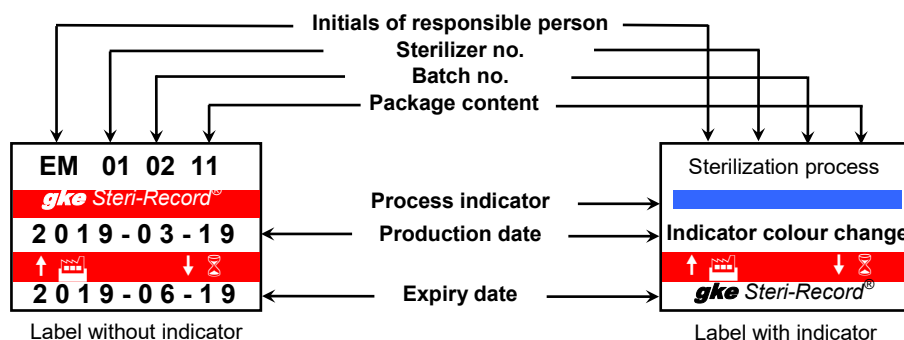 Initials of responsible person
Sterilizer no.
Batch no.
Package content
EM 01 02 11
gke Steri-Record®
2019-03-19
2019-06-19
Label without indicator
Process indicator
Production date
Expiry date
Sterilization process
Indicator colour change
gke Steri-Record®
Label with indicator